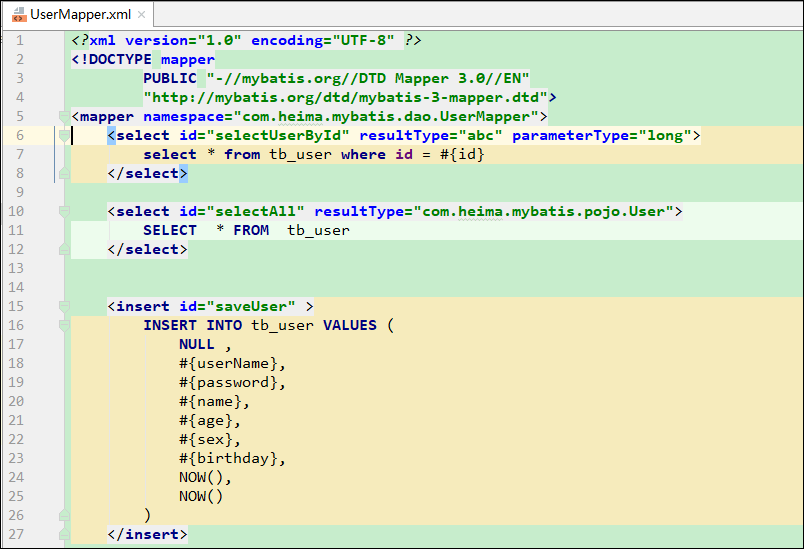 UserMapper.xml ×
1 <?xml version="1.0" encoding="UTF-8" ?>
2 <!DOCTYPE mapper
3         PUBLIC "-//mybatis.org//DTD Mapper 3.0//EN"
4         "http://mybatis.org/dtd/mybatis-3-mapper.dtd">
5 <mapper namespace="com.heima.mybatis.dao.UserMapper">
6     <select id="selectUserById" resultType="abc" parameterType="long">
7         select * from tb_user where id = #{id}
8     </select>
9
10     <select id="selectAll" resultType="com.heima.mybatis.pojo.User">
11         SELECT  * FROM  tb_user
12     </select>
13
14
15     <insert id="saveUser" >
16         INSERT INTO tb_user VALUES (
17             NULL ,
18             #{userName},
19             #{password},
20             #{name},
21             #{age},
22             #{sex},
23             #{birthday},
24             NOW(),
25             NOW()
26         )
27     </insert>